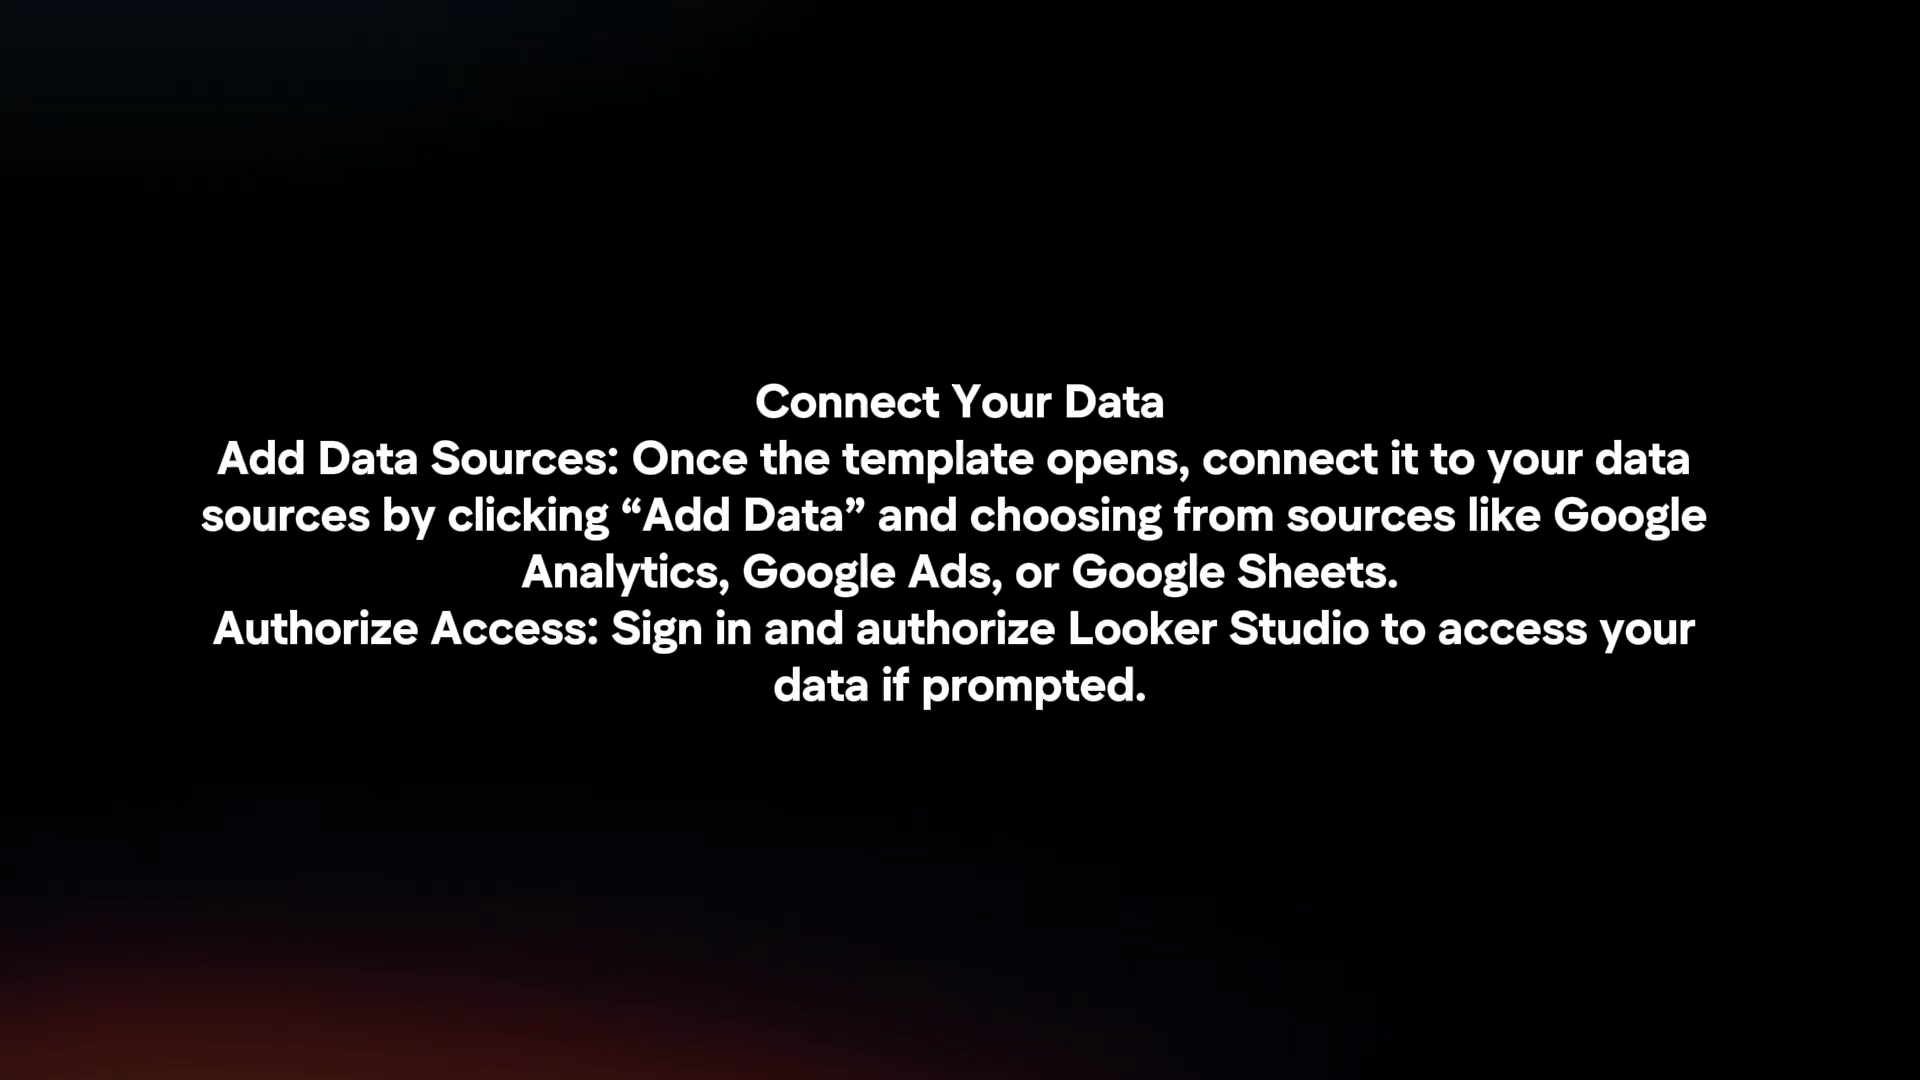 Connect Your Data
Add Data Sources: Once the template opens, connect it to your data
sources by clicking “Add Data” and choosing from sources like Google
Analytics, Google Ads, or Google Sheets.
Authorize Access: Sign in and authorize Looker Studio to access your
data if prompted.